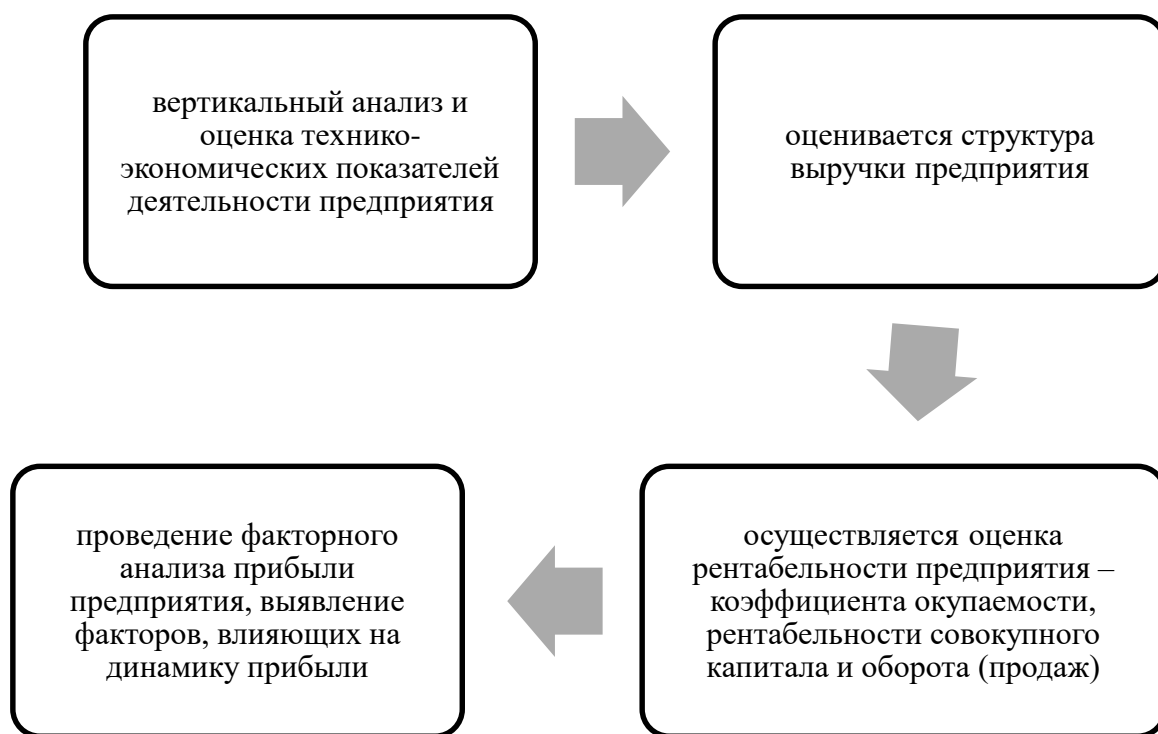 вертикальный анализ и
оценка технико-
экономических показателей
деятельности предприятия
оценивается структура
выручки предприятия
осуществляется оценка
рентабельности предприятия –
коэффициента окупаемости,
рентабельности совокупного
капитала и оборота (продаж)
проведение факторного
анализа прибыли
предприятия, выявление
факторов, влияющих на
динамику прибыли